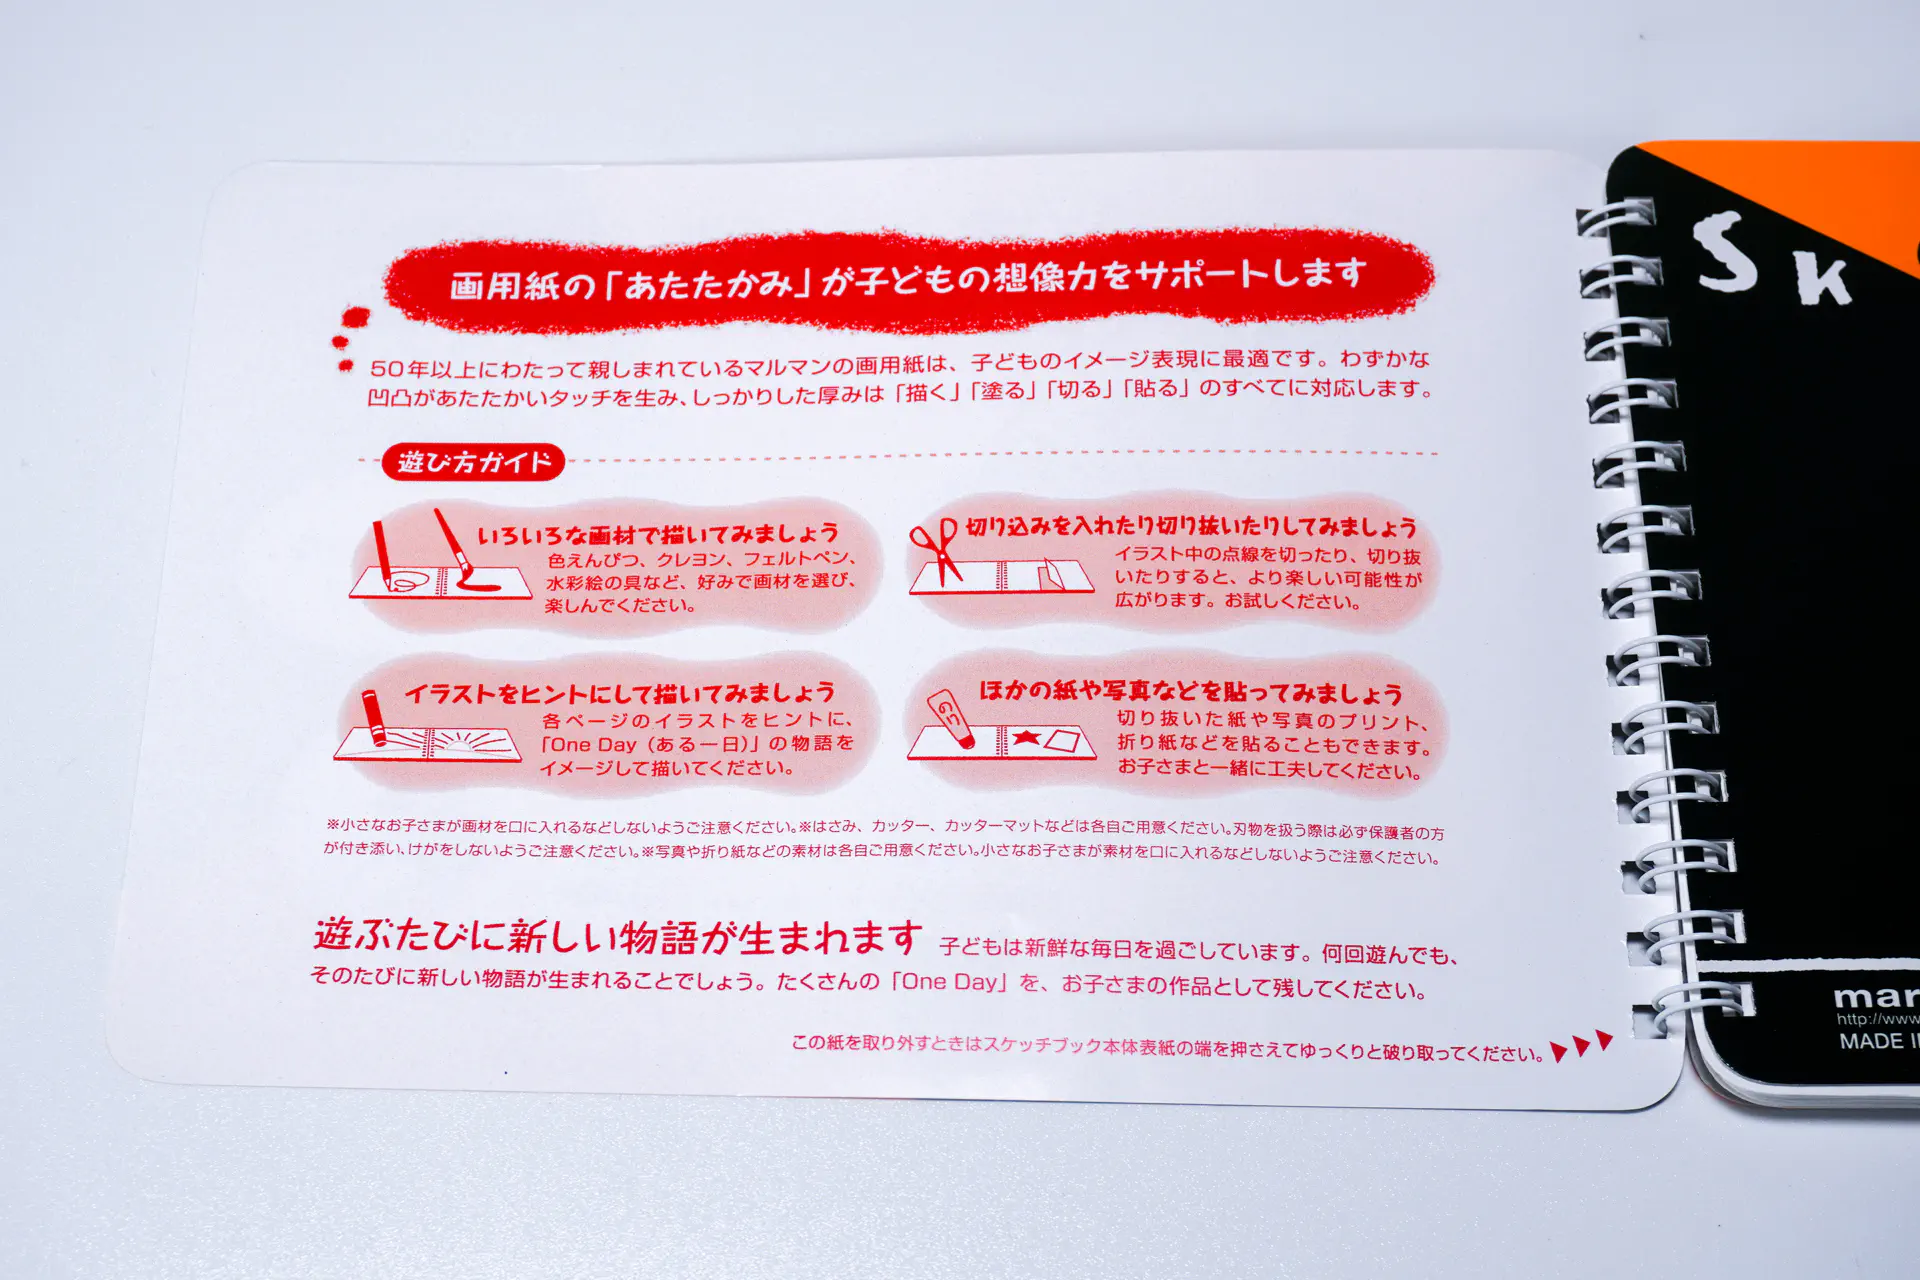 画用紙の「あたたかみ」が子どもの想像力をサポートします
50年以上にわたって親しまれているマルマンの画用紙は、子どものイメージ表現に最適です。わずかな
凹凸があたたかいタッチを生み、しっかりした厚みは「描く」「塗る」「切る」「貼る」のすべてに対応します。
遊び方ガイド
いろいろな画材で描いてみましょう
色えんぴつ、クレヨン、フェルトペン、
水彩絵の具など、好みで画材を選び、
楽しんでください。
切り込みを入れたり切り抜いたりしてみましょう
イラスト中の点線を切ったり、切り抜
いたりすると、より楽しい可能性が
広がります。お試しください。
イラストをヒントにして描いてみましょう
各ページのイラストをヒントに、
「One Day（ある一日）」の物語を
イメージして描いてください。
ほかの紙や写真などを貼ってみましょう
切り抜いた紙や写真のプリント、
折り紙などを貼ることもできます。
お子さまと一緒に工夫してください。
※小さなお子さまが画材を口に入れるなどしないようご注意ください。※はさみ、カッター、カッターマットなどは各自ご用意ください。刃物を扱う際は必ず保護者の方
が付き添い、けがをしないようご注意ください。※写真や折り紙などの素材は各自ご用意ください。小さなお子さまが素材を口に入れるなどしないようご注意ください。
遊ぶたびに新しい物語が生まれます 子どもは新鮮な毎日を過ごしています。何回遊んでも、
そのたびに新しい物語が生まれることでしょう。たくさんの「One Day」を、お子さまの作品として残してください。
この紙を取り外すときはスケッチブック本体表紙の端を押さえてゆっくりと破り取ってください。
Sk
mar
http://www
MADE I